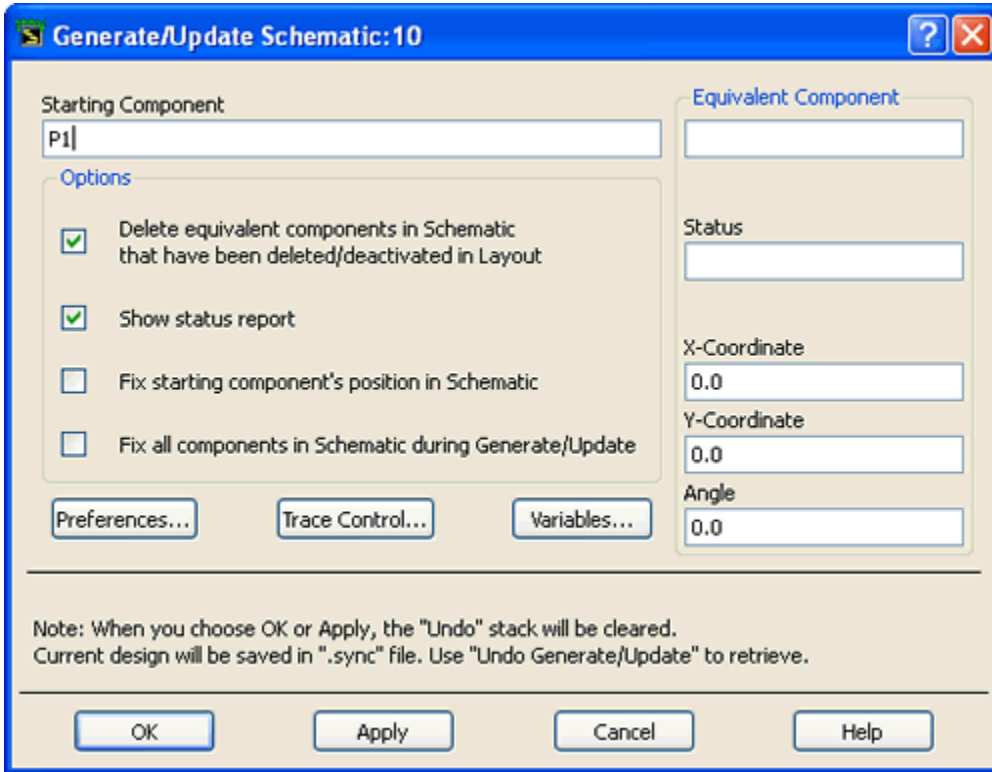 Generate/Update Schematic:10
Starting Component
P1
Options
Delete equivalent components in Schematic
that have been deleted/deactivated in Layout
Show status report
Fix starting component's position in Schematic
Fix all components in Schematic during Generate/Update
Preferences...
Trace Control...
Variables...
Equivalent Component
Status
X-Coordinate
0.0
Y-Coordinate
0.0
Angle
0.0
Note: When you choose OK or Apply, the "Undo" stack will be cleared.
Current design will be saved in ".sync" file. Use "Undo Generate/Update" to retrieve.
OK
Apply
Cancel
Help